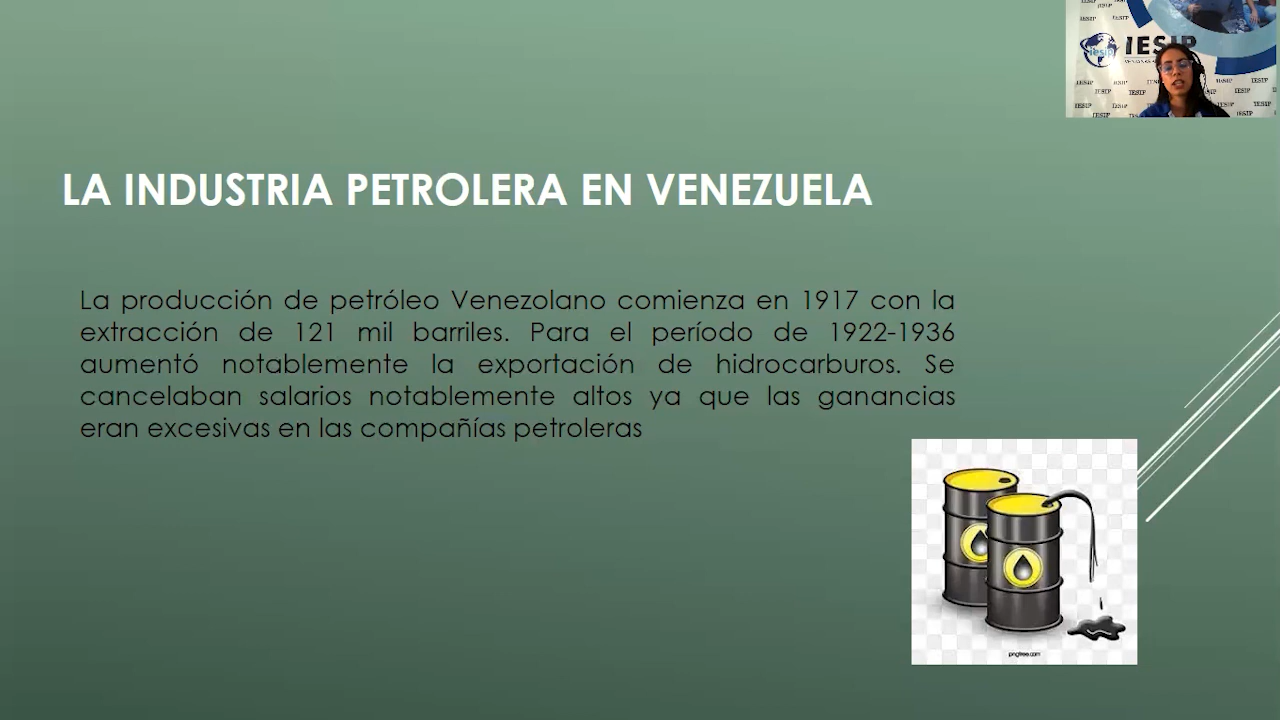 IESIP
LA INDUSTRIA PETROLERA EN VENEZUELA
La producción de petróleo Venezolano comienza en 1917 con la
extracción de 121 mil barriles. Para el período de 1922-1936
aumentó notablemente la exportación de hidrocarburos. Se
cancelaban salarios notablemente altos ya que las ganancias
eran excesivas en las compañías petroleras
pngtree.com